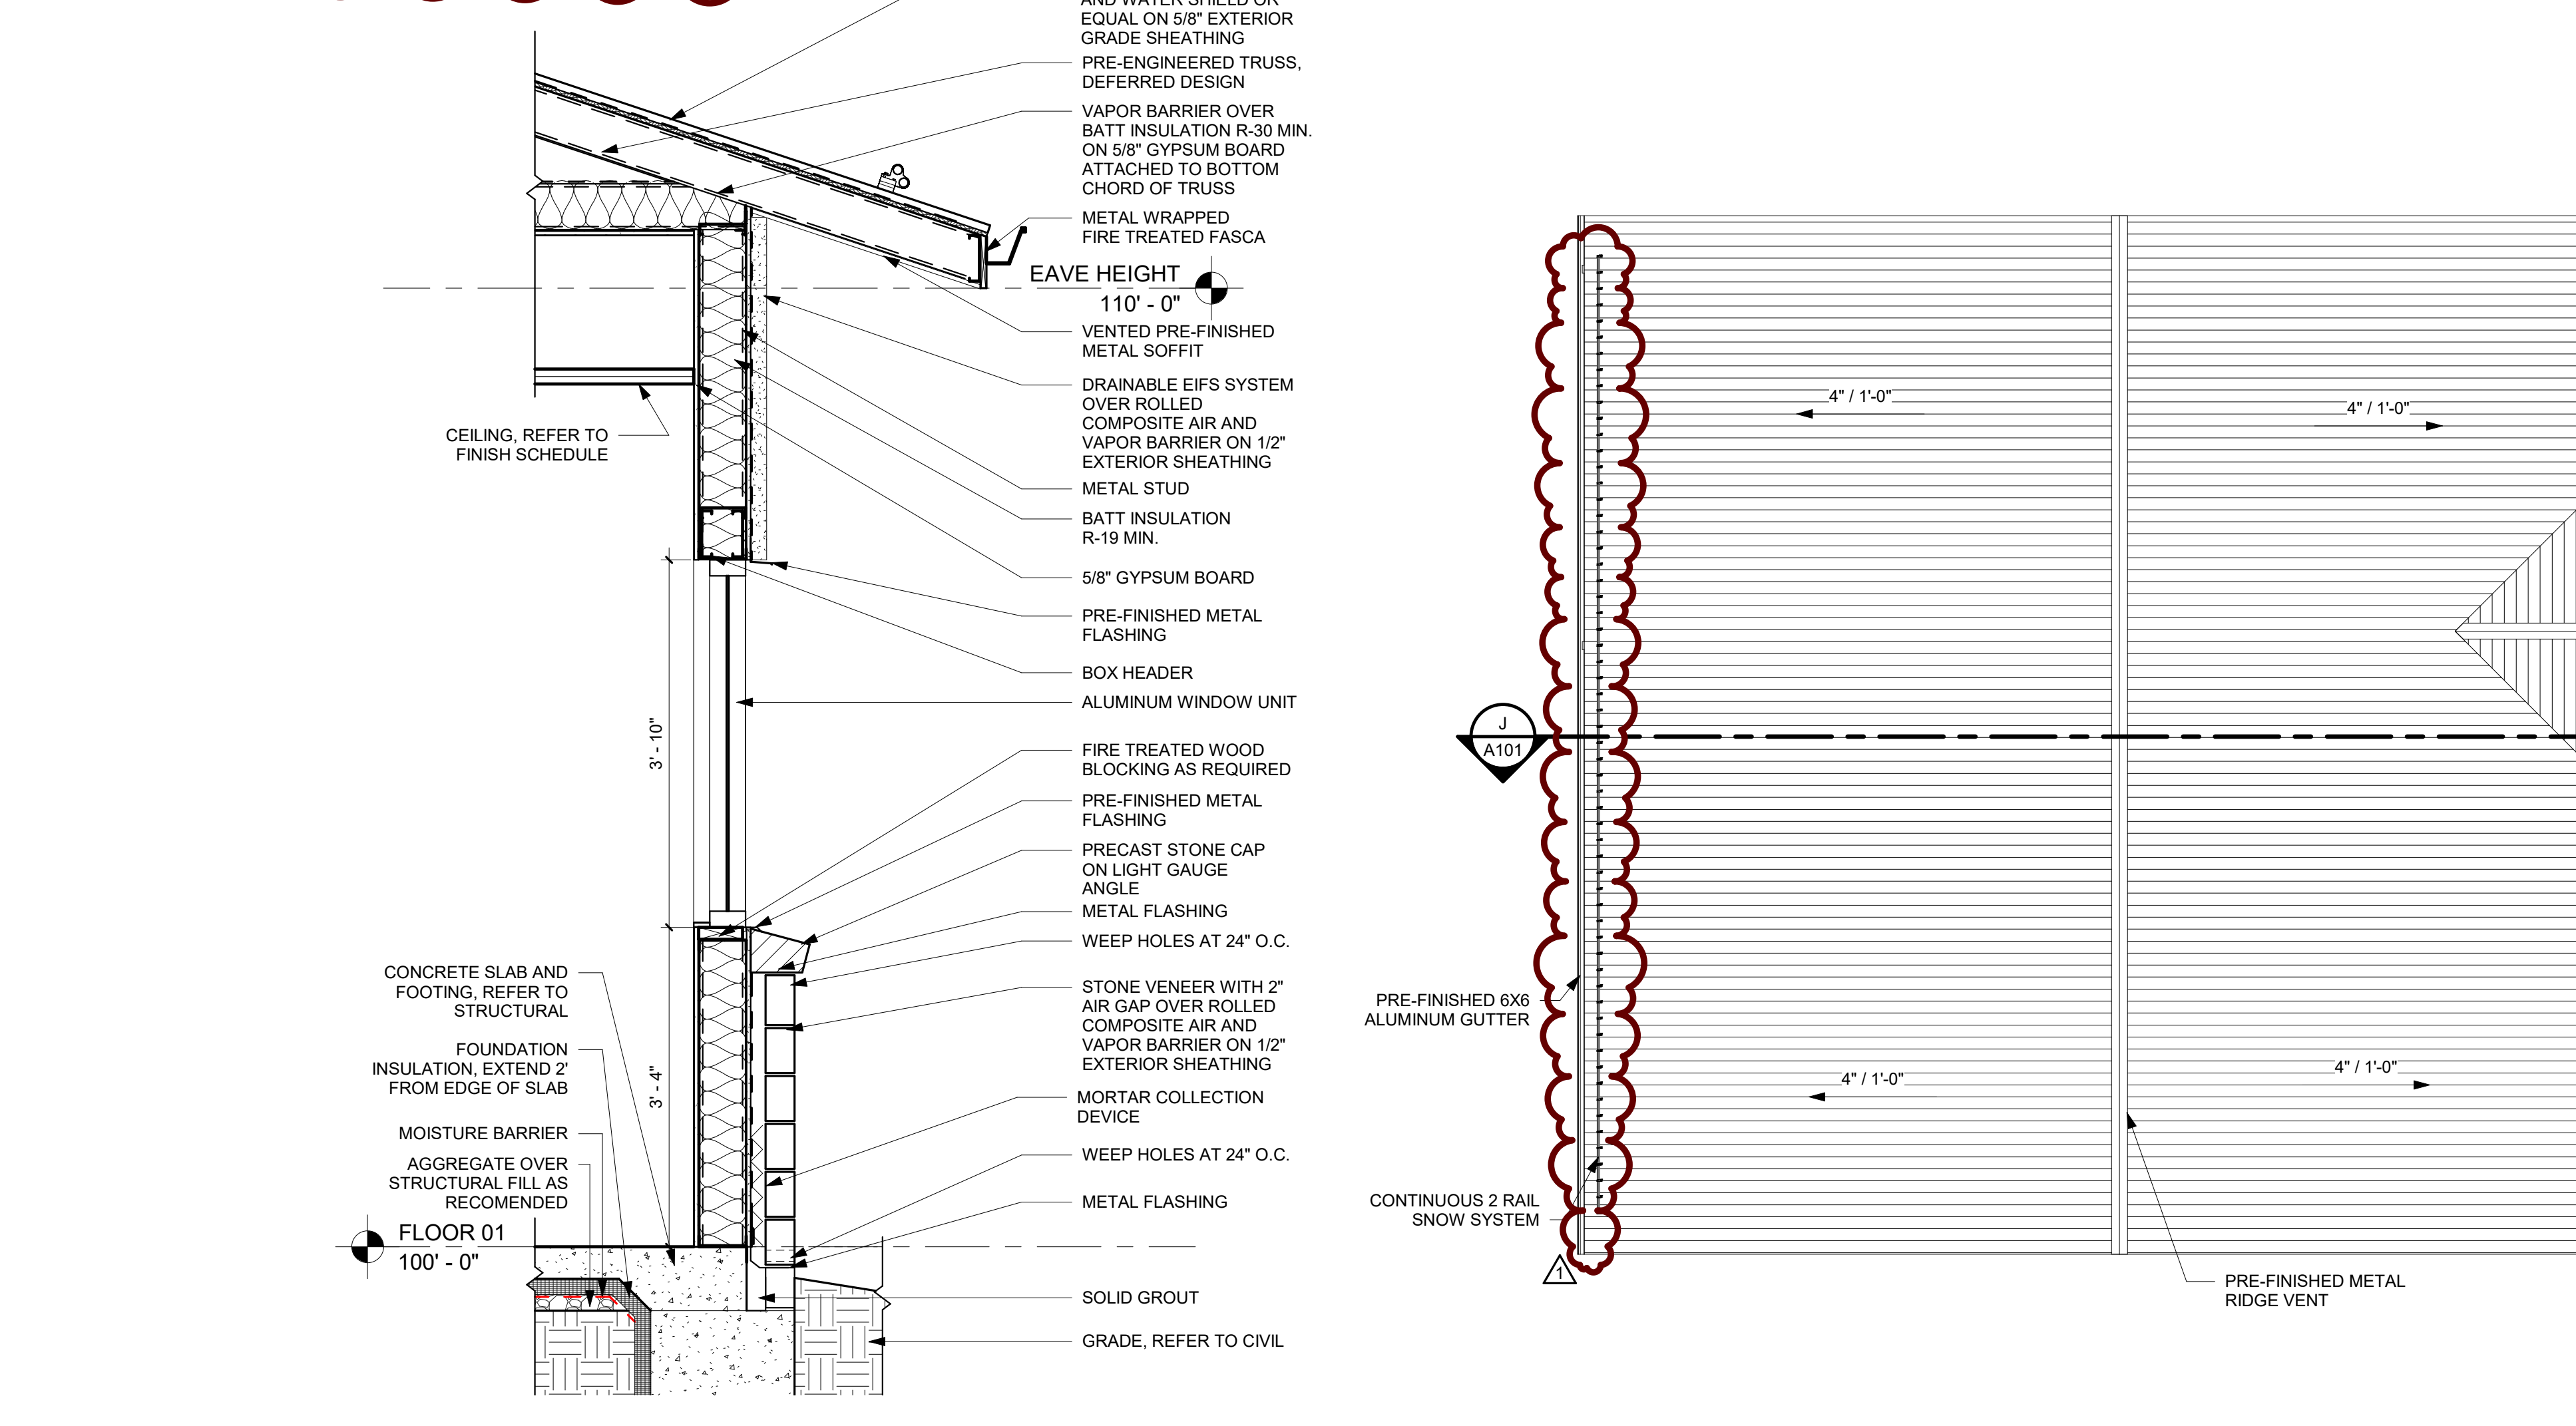 AND WATER SHIELD OR
EQUAL ON 5/8" EXTERIOR
GRADE SHEATHING
PRE-ENGINEERED TRUSS,
DEFERRED DESIGN
VAPOR BARRIER OVER
BATT INSULATION R-30 MIN.
ON 5/8" GYPSUM BOARD
ATTACHED TO BOTTOM
CHORD OF TRUSS
METAL WRAPPED
FIRE TREATED FASCA
EAVE HEIGHT
110' - 0"
VENTED PRE-FINISHED
METAL SOFFIT
DRAINABLE EIFS SYSTEM
OVER ROLLED
COMPOSITE AIR AND
VAPOR BARRIER ON 1/2"
EXTERIOR SHEATHING
METAL STUD
BATT INSULATION
R-19 MIN.
5/8" GYPSUM BOARD
PRE-FINISHED METAL
FLASHING
BOX HEADER
ALUMINUM WINDOW UNIT
FIRE TREATED WOOD
BLOCKING AS REQUIRED
PRE-FINISHED METAL
FLASHING
PRECAST STONE CAP
ON LIGHT GAUGE
ANGLE
METAL FLASHING
WEEP HOLES AT 24" O.C.
STONE VENEER WITH 2"
AIR GAP OVER ROLLED
COMPOSITE AIR AND
VAPOR BARRIER ON 1/2"
EXTERIOR SHEATHING
MORTAR COLLECTION
DEVICE
WEEP HOLES AT 24" O.C.
METAL FLASHING
SOLID GROUT
GRADE, REFER TO CIVIL
CEILING, REFER TO
FINISH SCHEDULE
3' - 10"
3' - 4"
CONCRETE SLAB AND
FOOTING, REFER TO
STRUCTURAL
FOUNDATION
INSULATION, EXTEND 2'
FROM EDGE OF SLAB
MOISTURE BARRIER
AGGREGATE OVER
STRUCTURAL FILL AS
RECOMENDED
FLOOR 01
100' - 0"
4" / 1'-0"
4" / 1'-0"
J
A101
PRE-FINISHED 6X6
ALUMINUM GUTTER
4" / 1'-0"
4" / 1'-0"
CONTINUOUS 2 RAIL
SNOW SYSTEM
1
PRE-FINISHED METAL
RIDGE VENT